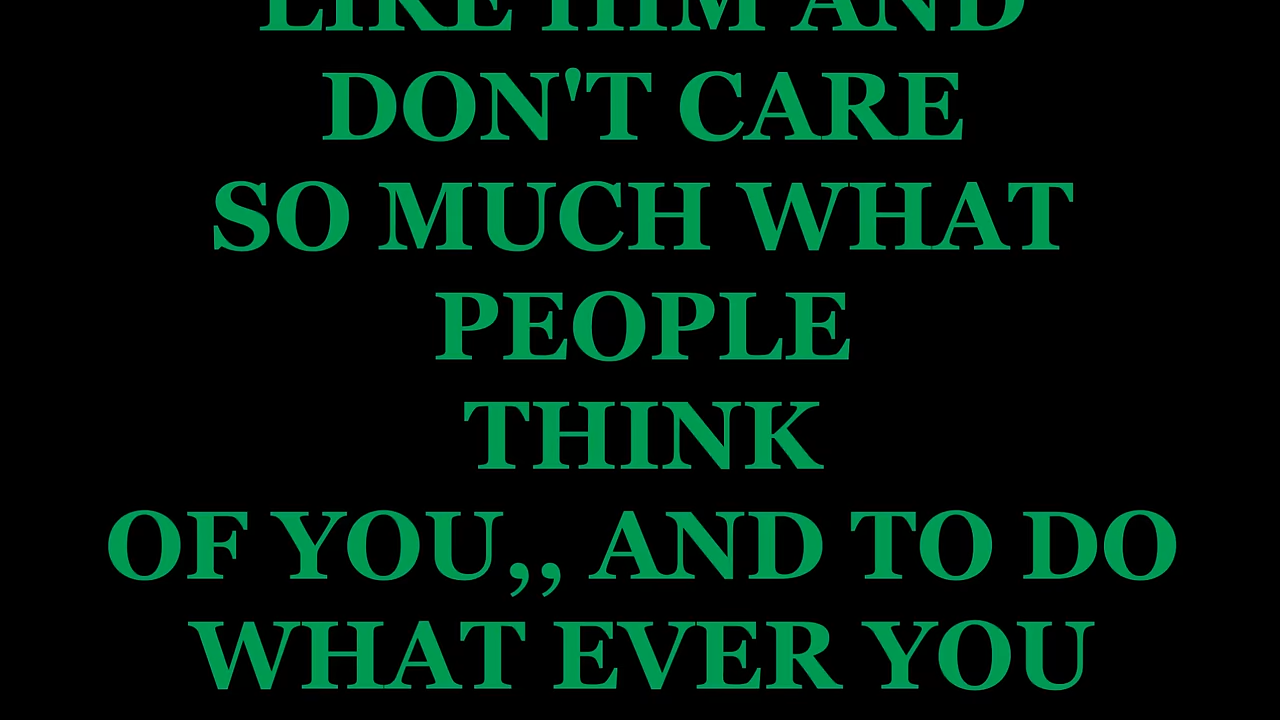 LIKE HIM AND
DON'T CARE
SO MUCH WHAT
PEOPLE
THINK
OF YOU,, AND TO DO
WHAT EVER YOU